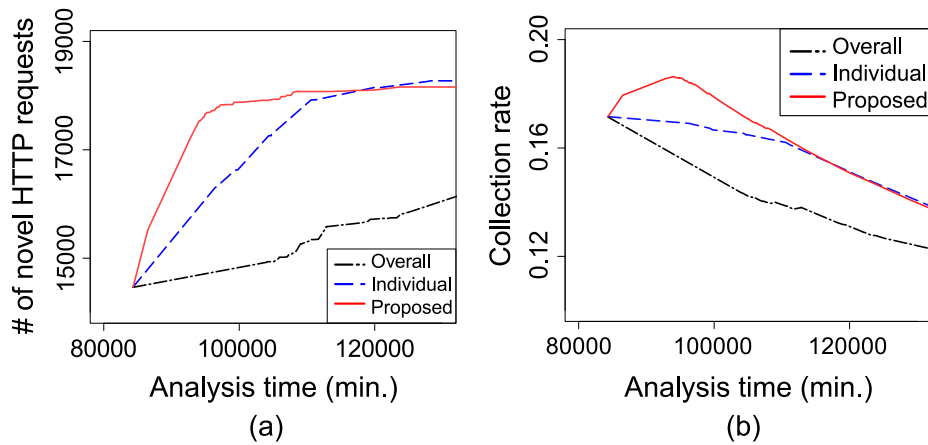 # of novel HTTP requests
19000
17000
15000
80000
100000
120000
Analysis time (min.)
(a)
Overall
Individual
Proposed
Collection rate
0.20
0.16
0.12
80000
100000
120000
Analysis time (min.)
(b)
Overall
Individual
Proposed